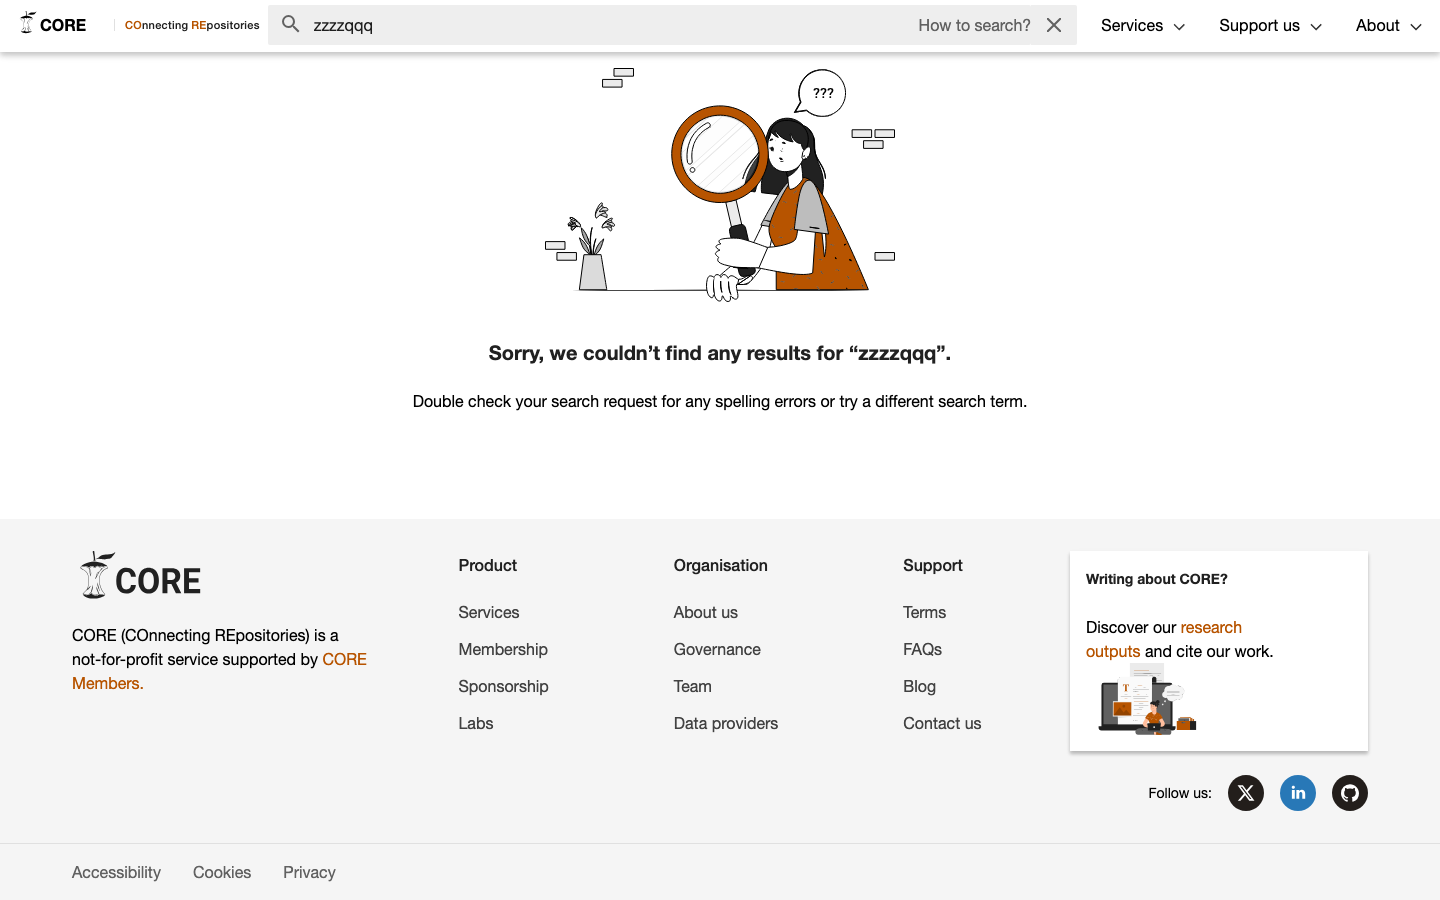 CORE
COnnecting REpositories
zzzzqqq
How to search?
Services
Support us
About
???
Sorry, we couldn’t find any results for “zzzzqqq”.
Double check your search request for any spelling errors or try a different search term.
CORE
CORE (COnnecting REpositories) is a
not-for-profit service supported by CORE
Members.
Product
Services
Membership
Sponsorship
Labs
Organisation
About us
Governance
Team
Data providers
Support
Terms
FAQs
Blog
Contact us
Writing about CORE?
Discover our research
outputs and cite our work.
T
Follow us:
in
Accessibility
Cookies
Privacy